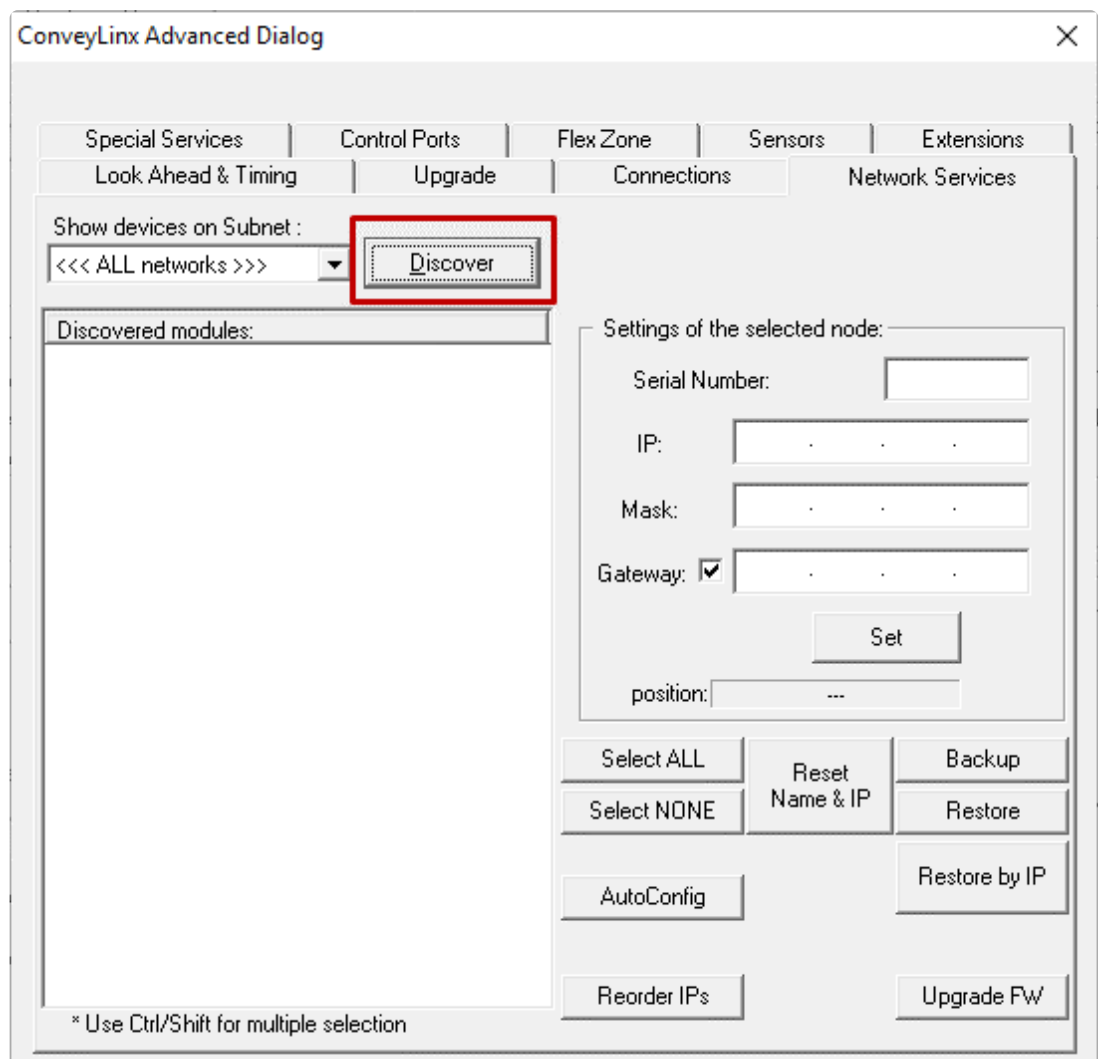 ConveyLinx Advanced Dialog
Special Services Control Ports Flex Zone Sensors Extensions
Look Ahead & Timing Upgrade Connections Network Services
Show devices on Subnet :
<<< ALL networks >>> Discover
Discovered modules:
Settings of the selected node:
Serial Number:
IP:
Mask:
Gateway:
Set
position: ---
Select ALL
Reset
Name & IP
Backup
Select NONE
Restore
Restore by IP
AutoConfig
Reorder IPs
Upgrade FW
* Use Ctrl/Shift for multiple selection